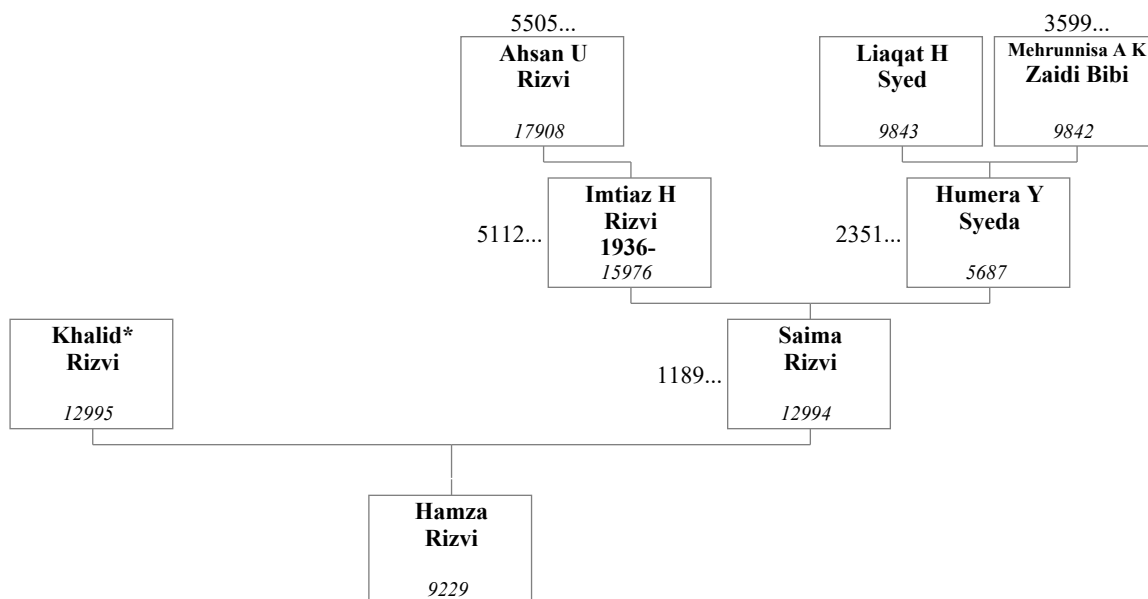 5505...
3599...
Ahsan U
Rizvi
17908
Liaqat H
Syed
9843
Mehrunnisa A K
Zaidi Bibi
9842
5112...
Imtiaz H
Rizvi
1936-
15976
2351...
Humera Y
Syeda
5687
Khalid*
Rizvi
12995
1189...
Saima
Rizvi
12994
Hamza
Rizvi
9229